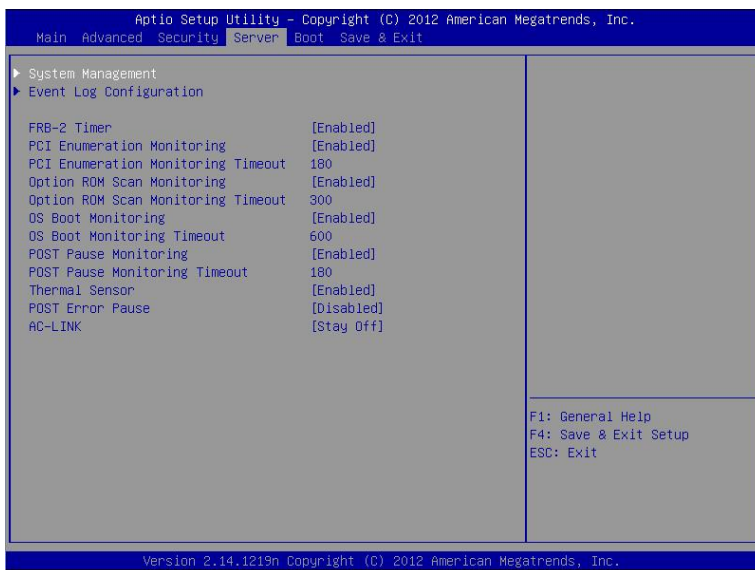 Aptio Setup Utility – Copyright (C) 2012 American Megatrends, Inc.
Main Advanced Security Server Boot Save & Exit
System Management
Event Log Configuration
FRB-2 Timer [Enabled]
PCI Enumeration Monitoring [Enabled]
PCI Enumeration Monitoring Timeout 180
Option ROM Scan Monitoring [Enabled]
Option ROM Scan Monitoring Timeout 300
OS Boot Monitoring [Enabled]
OS Boot Monitoring Timeout 600
POST Pause Monitoring [Enabled]
POST Pause Monitoring Timeout 180
Thermal Sensor [Enabled]
POST Error Pause [Disabled]
AC-LINK [Stay Off]
F1: General Help
F4: Save & Exit Setup
ESC: Exit
Version 2.14.1219n Copyright (C) 2012 American Megatrends, Inc.